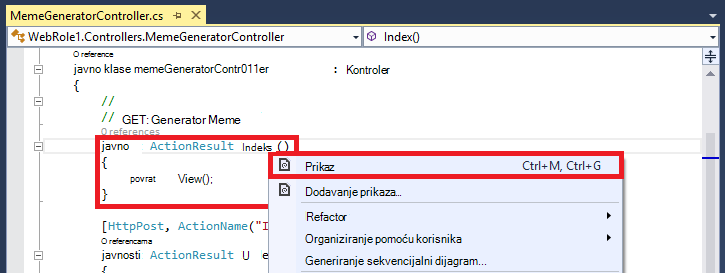 MemeGeneratorController.cs
WebRole1.Controllers.MemeGeneratorController Index()
O reference
javno klase memeGeneratorContr011er : Kontroler
{
//
// GET: Generator Meme
0 references
javno ActionResult Indeks ()
{
povrat View();
}
Prikaz Ctrl+M, Ctrl+G
Dodavanje prikaza...
[HttpPost, ActionName("I
Refactor
O referencama
Organiziranje pomoću korisnika
javnosti ActionResult U e
Generiranje sekvencijalni dijagram...
{